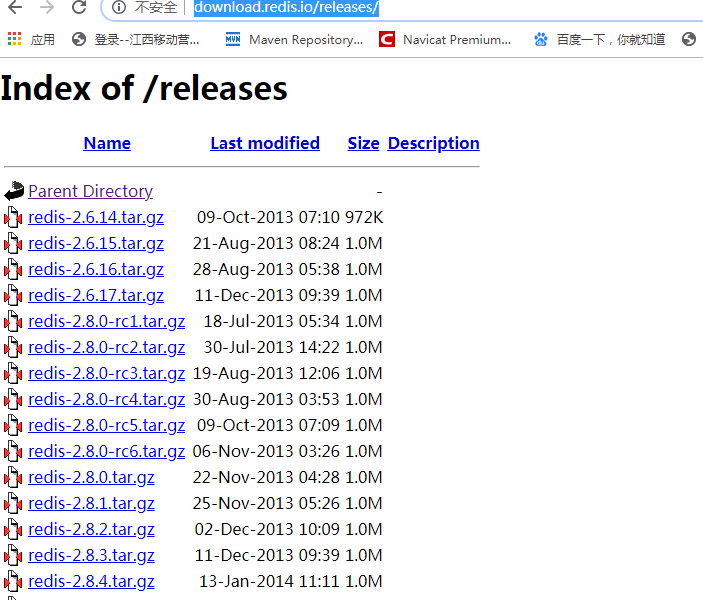 不安全 | download.redis.io/releases/
应用 登录--江西移动营... MVN Maven Repository... C Navicat Premium... 百度一下，你就知道
Index of /releases
Name Last modified Size Description
Parent Directory -
redis-2.6.14.tar.gz 09-Oct-2013 07:10 972K
redis-2.6.15.tar.gz 21-Aug-2013 08:24 1.0M
redis-2.6.16.tar.gz 28-Aug-2013 05:38 1.0M
redis-2.6.17.tar.gz 11-Dec-2013 09:39 1.0M
redis-2.8.0-rc1.tar.gz 18-Jul-2013 05:34 1.0M
redis-2.8.0-rc2.tar.gz 30-Jul-2013 14:22 1.0M
redis-2.8.0-rc3.tar.gz 19-Aug-2013 12:06 1.0M
redis-2.8.0-rc4.tar.gz 30-Aug-2013 03:53 1.0M
redis-2.8.0-rc5.tar.gz 09-Oct-2013 07:09 1.0M
redis-2.8.0-rc6.tar.gz 06-Nov-2013 03:26 1.0M
redis-2.8.0.tar.gz 22-Nov-2013 04:28 1.0M
redis-2.8.1.tar.gz 25-Nov-2013 05:26 1.0M
redis-2.8.2.tar.gz 02-Dec-2013 10:09 1.0M
redis-2.8.3.tar.gz 11-Dec-2013 09:39 1.0M
redis-2.8.4.tar.gz 13-Jan-2014 11:11 1.0M